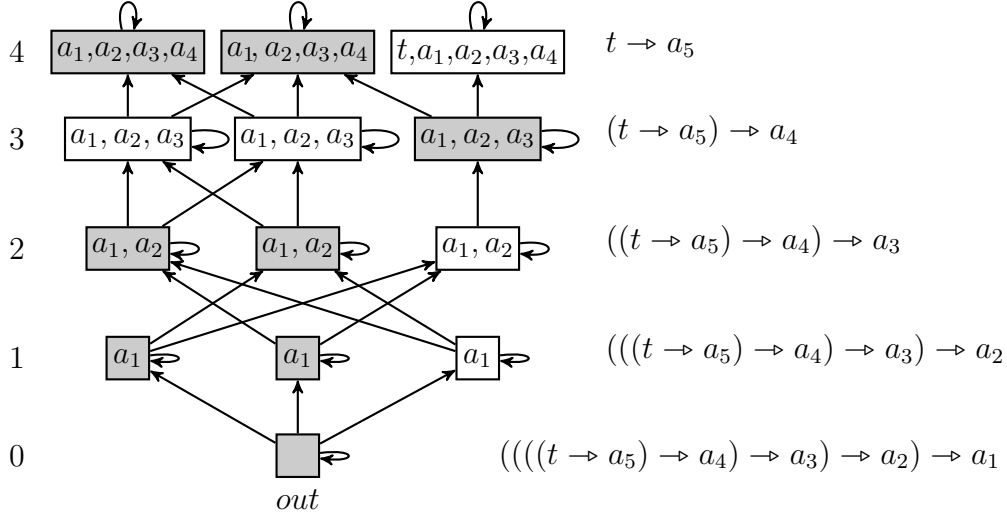 4 a₁,a₂,a₃,a₄ a₁,a₂,a₃,a₄ t,a₁,a₂,a₃,a₄ t ⇾ a₅
3 a₁, a₂, a₃ a₁, a₂, a₃ a₁, a₂, a₃ (t ⇾ a₅) ⇾ a₄
2 a₁, a₂ a₁, a₂ a₁, a₂ ((t ⇾ a₅) ⇾ a₄) ⇾ a₃
1 a₁ a₁ a₁ (((t ⇾ a₅) ⇾ a₄) ⇾ a₃) ⇾ a₂
0 ((((t ⇾ a₅) ⇾ a₄) ⇾ a₃) ⇾ a₂) ⇾ a₁
out